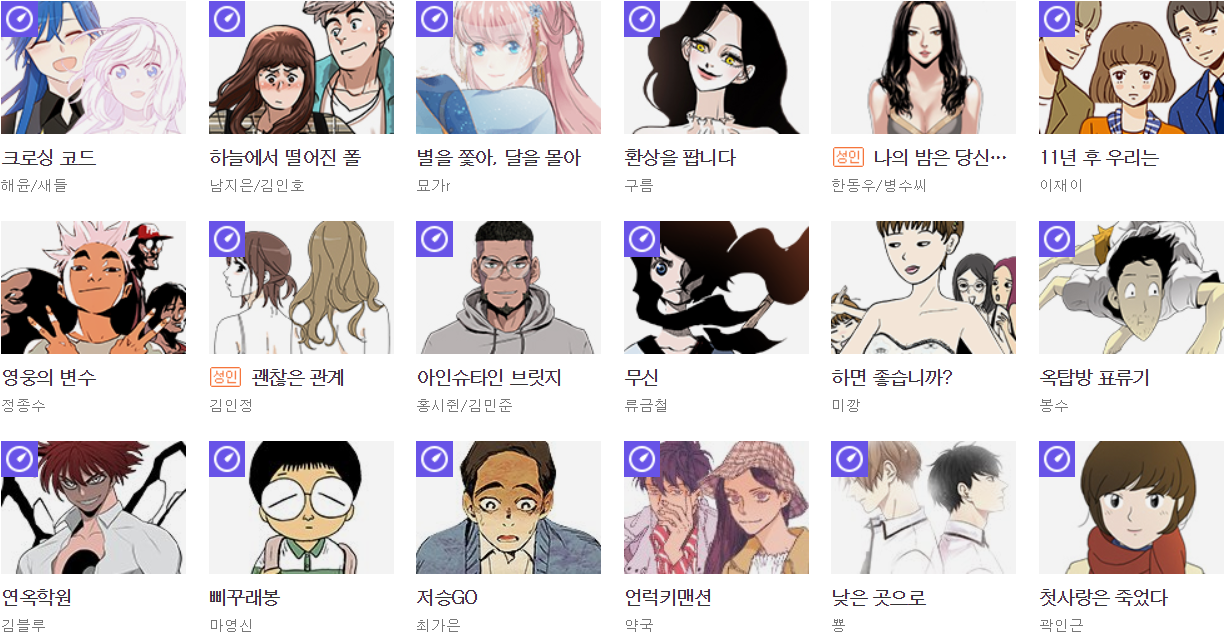 크로싱 코드
하늘에서 떨어진 폴
별을 쫓아, 달을 몰아
환상을 팝니다
성인 나의 밤은 당신…
11년 후 우리는
해윤/새들
남지은/김인호
묘가r
구름
한동우/병수씨
이재이
영웅의 변수
성인 괜찮은 관계
아인슈타인 브릿지
무신
하면 좋습니까?
옥탑방 표류기
정종수
김인정
홍시쥔/김민준
류금철
미깡
봉수
연옥학원
삐꾸래봉
저승GO
언럭키맨션
낮은 곳으로
첫사랑은 죽었다
김블루
마영신
최가은
약국
뿅
곽인근